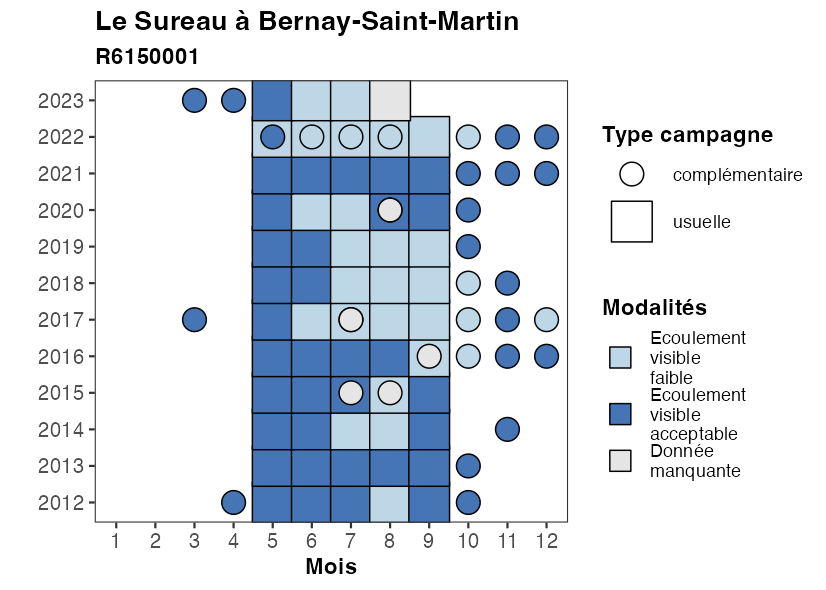 Le Sureau à Bernay-Saint-Martin
R6150001
2023
2022
2021
2020
2019
2018
2017
2016
2015
2014
2013
2012
1 2 3 4 5 6 7 8 9 10 11 12
Mois
Type campagne
complémentaire
usuelle
Modalités
Ecoulement
visible
faible
Ecoulement
visible
acceptable
Donnée
manquante